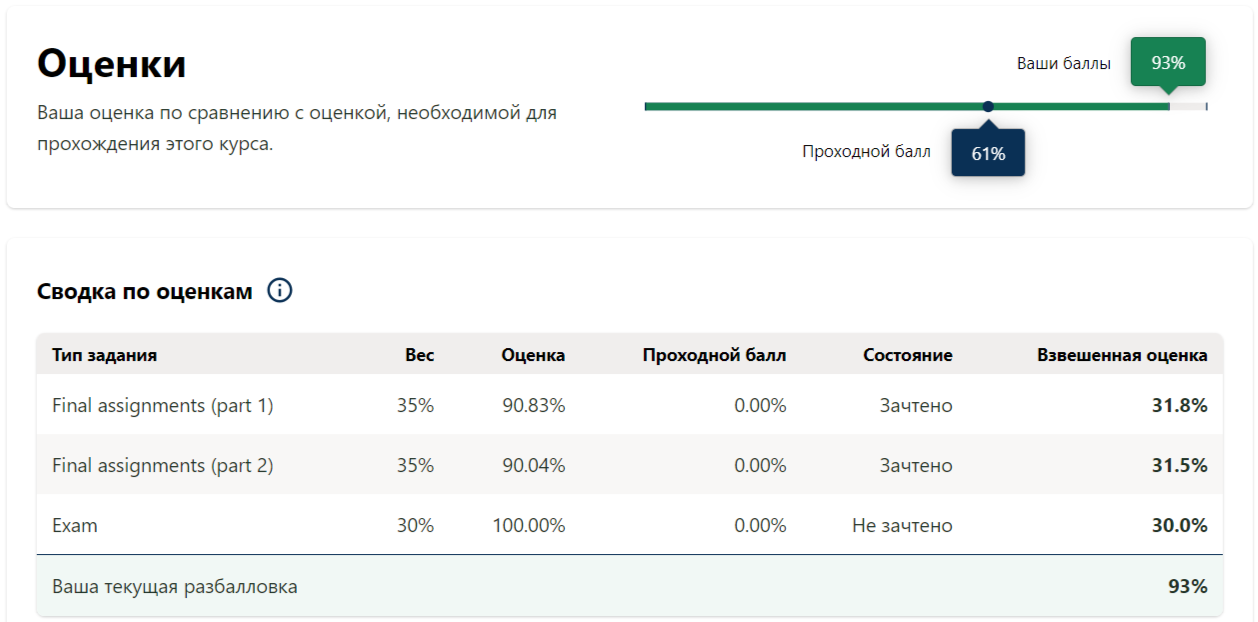 Оценки
Ваша оценка по сравнению с оценкой, необходимой для
прохождения этого курса.
Ваши баллы 93%
Проходной балл 61%
Сводка по оценкам
Тип задания Вес Оценка Проходной балл Состояние Взвешенная оценка
Final assignments (part 1) 35% 90.83% 0.00% Зачтено 31.8%
Final assignments (part 2) 35% 90.04% 0.00% Зачтено 31.5%
Exam 30% 100.00% 0.00% Не зачтено 30.0%
Ваша текущая разбалловка 93%